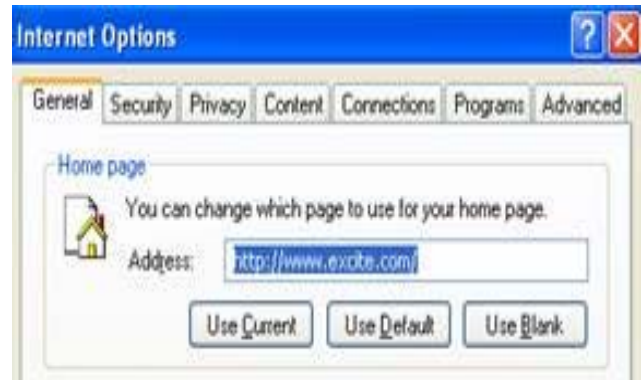 Internet Options
General Security Privacy Content Connections Programs Advanced
Home page
You can change which page to use for your home page.
Address: http://www.excite.com/
Use Current Use Default Use Blank